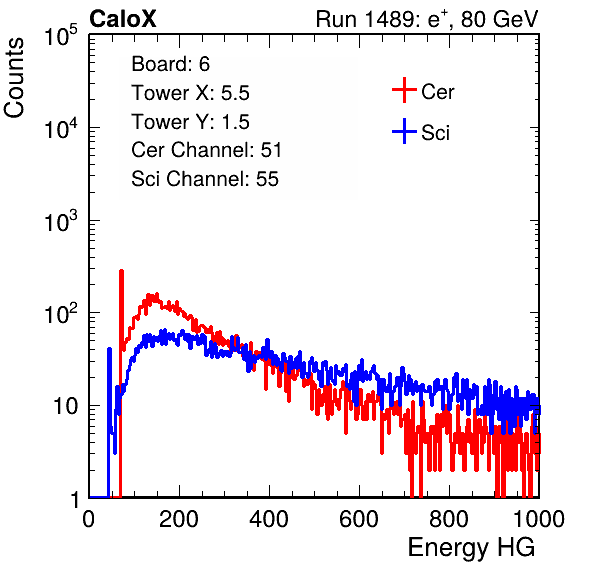 CaloX Run 1489: e⁺, 80 GeV
Counts
10⁵
10⁴
10³
10²
10
1
Board: 6
Tower X: 5.5
Tower Y: 1.5
Cer Channel: 51
Sci Channel: 55
Cer
Sci
0 200 400 600 800 1000
Energy HG